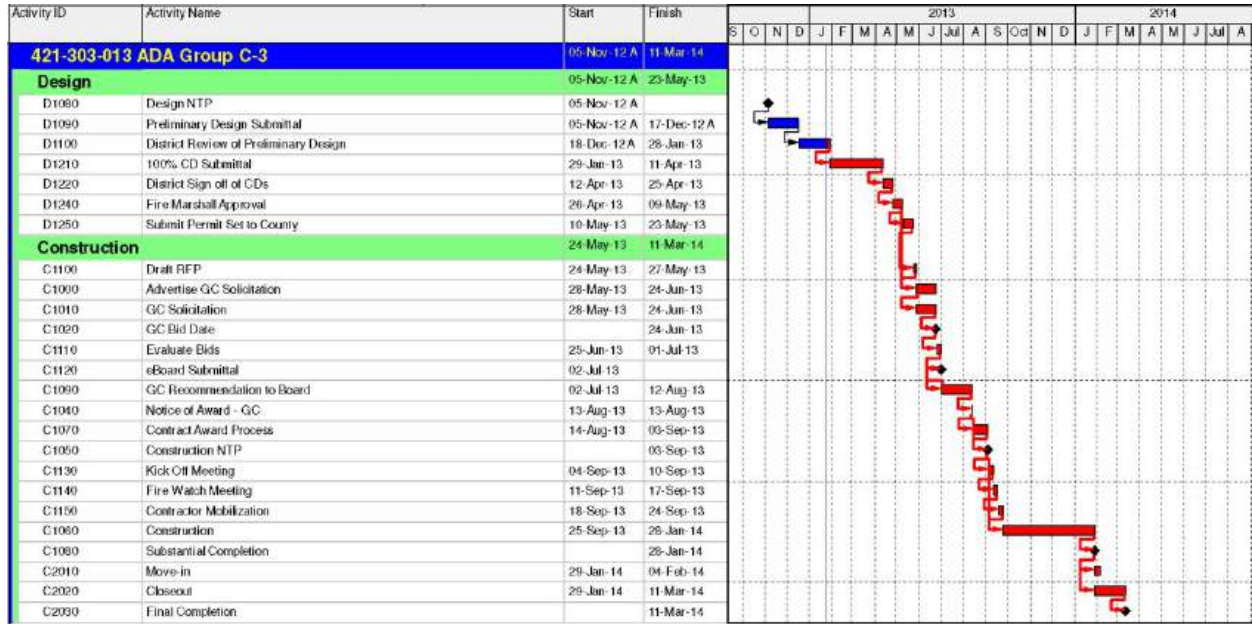 Activity ID Activity Name Start Finish 2013 2014
S O N D J F M A M J Jul A S Oct N D J F M A M J Jul A
421-303-013 ADA Group C-3 05-Nov-12 A 11-Mar-14
Design 05-Nov-12 A 23-May-13
D1080 Design NTP 05-Nov-12 A
D1090 Preliminary Design Submittal 05-Nov-12 A 17-Dec-12 A
D1100 District Review of Preliminary Design 18-Dec-12 A 28-Jan-13
D1210 100% CD Submittal 29-Jan-13 11-Apr-13
D1220 District Sign off of CDs 12-Apr-13 25-Apr-13
D1240 Fire Marshall Approval 26-Apr-13 09-May-13
D1250 Submit Permit Set to County 10-May-13 23-May-13
Construction 24-May-13 11-Mar-14
C1100 Draft RFP 24-May-13 27-May-13
C1000 Advertise GC Solicitation 28-May-13 24-Jun-13
C1010 GC Solicitation 28-May-13 24-Jun-13
C1020 GC Bid Date 24-Jun-13
C1110 Evaluate Bids 25-Jun-13 01-Jul-13
C1120 eBoard Submittal 02-Jul-13
C1090 GC Recommendation to Board 02-Jul-13 12-Aug-13
C1040 Notice of Award - GC 13-Aug-13 13-Aug-13
C1070 Contract Award Process 14-Aug-13 03-Sep-13
C1050 Construction NTP 03-Sep-13
C1130 Kick Off Meeting 04-Sep-13 10-Sep-13
C1140 Fire Watch Meeting 11-Sep-13 17-Sep-13
C1150 Contractor Mobilization 18-Sep-13 24-Sep-13
C1060 Construction 25-Sep-13 28-Jan-14
C1080 Substantial Completion 28-Jan-14
C2010 Move-in 29-Jan-14 04-Feb-14
C2020 Closeout 29-Jan-14 11-Mar-14
C2030 Final Completion 11-Mar-14